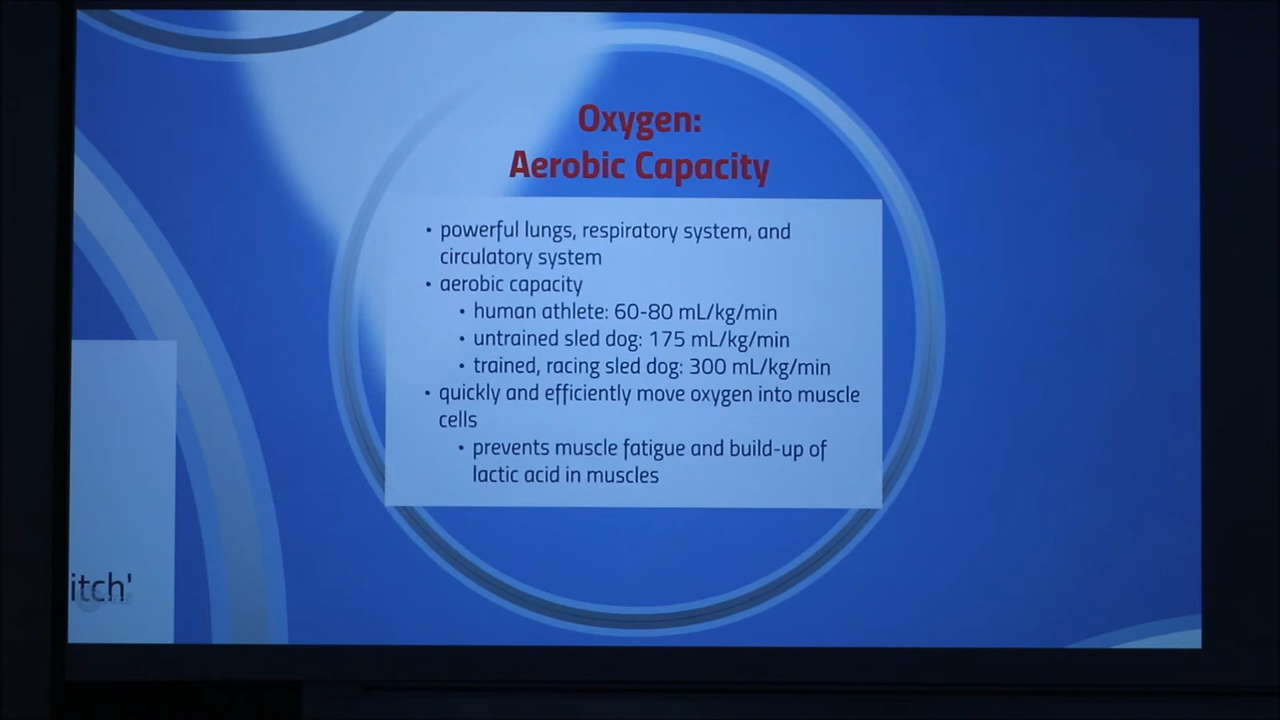 Oxygen:
Aerobic Capacity
• powerful lungs, respiratory system, and
circulatory system
• aerobic capacity
• human athlete: 60-80 mL/kg/min
• untrained sled dog: 175 mL/kg/min
• trained, racing sled dog: 300 mL/kg/min
• quickly and efficiently move oxygen into muscle
cells
• prevents muscle fatigue and build-up of
lactic acid in muscles
itch'